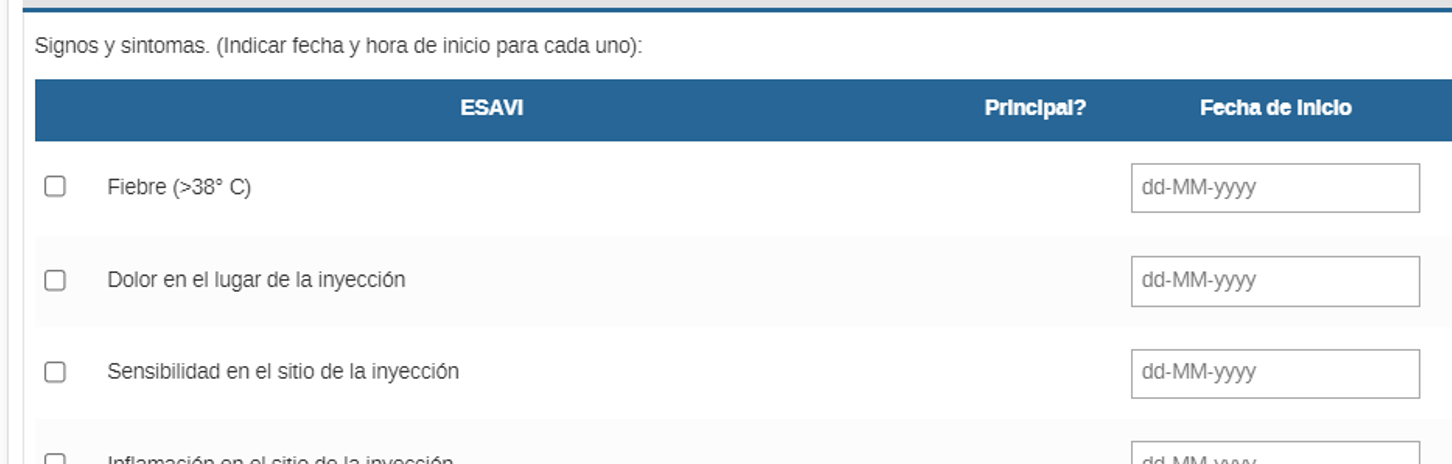 Signos y sintomas. (Indicar fecha y hora de inicio para cada uno):
ESAVI Principal? Fecha de Inicio
Fiebre (>38° C) dd-MM-yyyy
Dolor en el lugar de la inyección dd-MM-yyyy
Sensibilidad en el sitio de la inyección dd-MM-yyyy
Inflamación en el sitio de la inyección dd-MM-yyyy